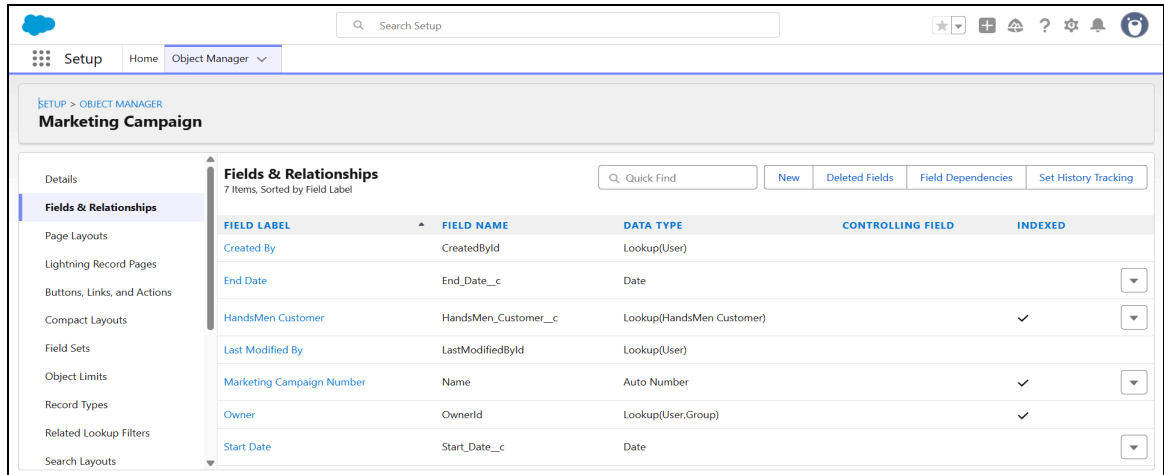 Search Setup
Setup Home Object Manager
SETUP > OBJECT MANAGER
Marketing Campaign
Details
Fields & Relationships
Page Layouts
Lightning Record Pages
Buttons, Links, and Actions
Compact Layouts
Field Sets
Object Limits
Record Types
Related Lookup Filters
Search Layouts
Fields & Relationships
7 Items, Sorted by Field Label
Quick Find
New Deleted Fields Field Dependencies Set History Tracking
FIELD LABEL FIELD NAME DATA TYPE CONTROLLING FIELD INDEXED
Created By CreatedById Lookup(User)
End Date End_Date__c Date
HandsMen Customer HandsMen_Customer__c Lookup(HandsMen Customer)
Last Modified By LastModifiedById Lookup(User)
Marketing Campaign Number Name Auto Number
Owner OwnerId Lookup(User,Group)
Start Date Start_Date__c Date